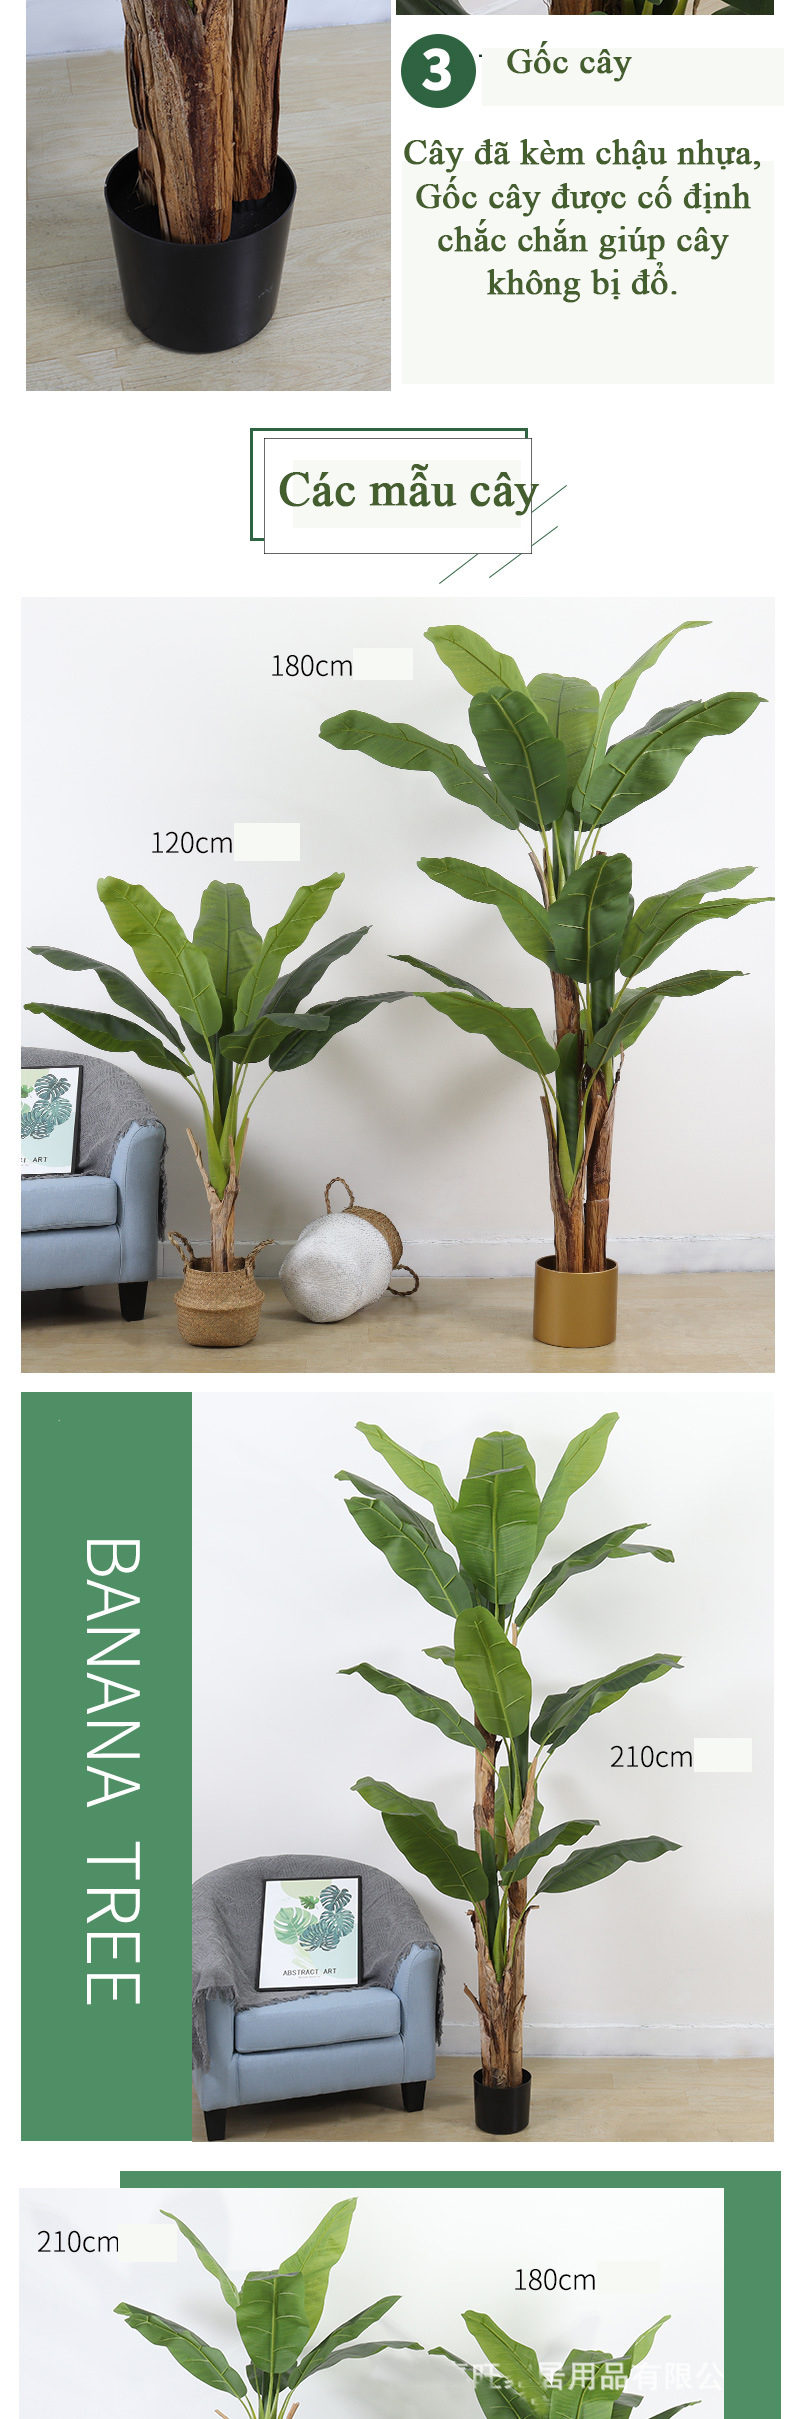 3
Gốc cây
Cây đã kèm chậu nhựa,
Gốc cây được cố định
chắc chắn giúp cây
không bị đổ.
Các mẫu cây
180cm
120cm
ART
BANANA TREE
210cm
ABSTRACT ART
210cm
180cm
居用品有限公